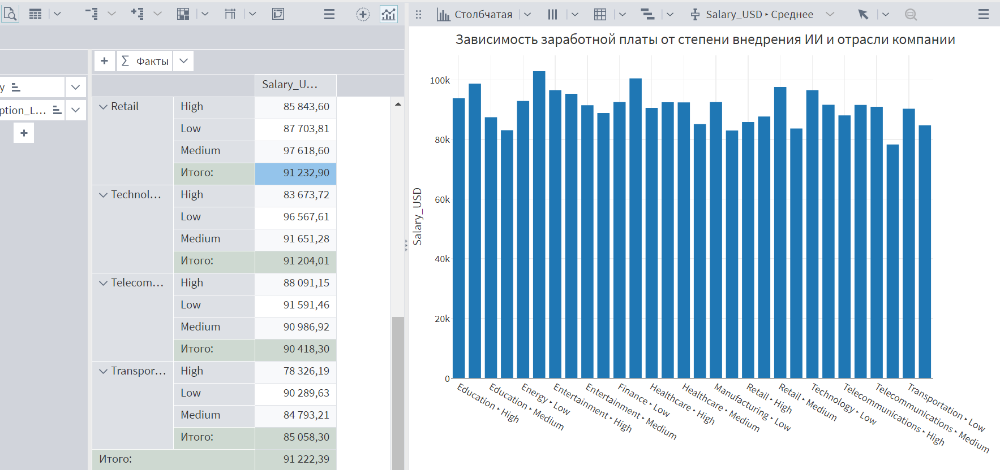 Столбчатая
Salary_USD ‣ Среднее
Σ Факты
y
ption_L...
Salary_U...
Retail High 85 843,60
Low 87 703,81
Medium 97 618,60
Итого: 91 232,90
Technol... High 83 673,72
Low 96 567,61
Medium 91 651,28
Итого: 91 204,01
Telecom... High 88 091,15
Low 91 591,46
Medium 90 986,92
Итого: 90 418,30
Transpor... High 78 326,19
Low 90 289,63
Medium 84 793,21
Итого: 85 058,30
Итого: 91 222,39
Зависимость заработной платы от степени внедрения ИИ и отрасли компании
Salary_USD
100k
80k
60k
40k
20k
0
Education ‣ High
Education ‣ Medium
Energy ‣ Low
Entertainment ‣ High
Entertainment ‣ Medium
Finance ‣ Low
Healthcare ‣ High
Healthcare ‣ Medium
Manufacturing ‣ Low
Retail ‣ High
Retail ‣ Medium
Technology ‣ Low
Telecommunications ‣ High
Telecommunications ‣ Medium
Transportation ‣ Low